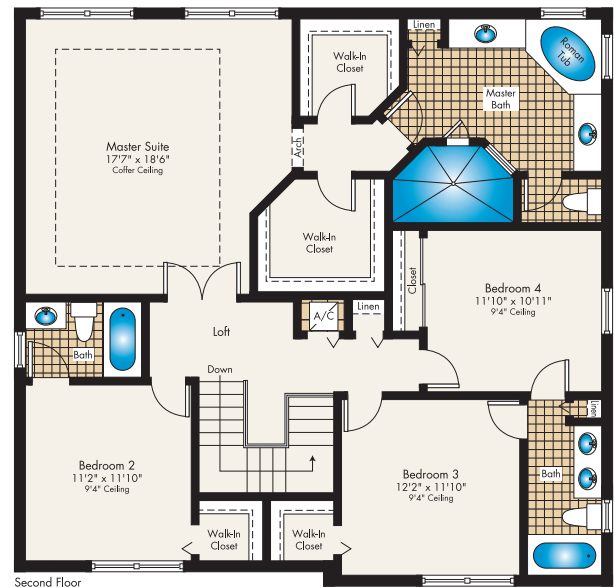 Linen
Roman
Tub
Walk-In
Closet
Master
Bath
Master Suite
17'7" x 18'6"
Coffer Ceiling
Arch
Walk-In
Closet
Closet
Bedroom 4
11'10" x 10'11"
9'4" Ceiling
A/C
Linen
Loft
Bath
Down
Linen
Bedroom 2
11'2" x 11'10"
9'4" Ceiling
Bedroom 3
12'2" x 11'10"
9'4" Ceiling
Bath
Walk-In
Closet
Walk-In
Closet
Second Floor